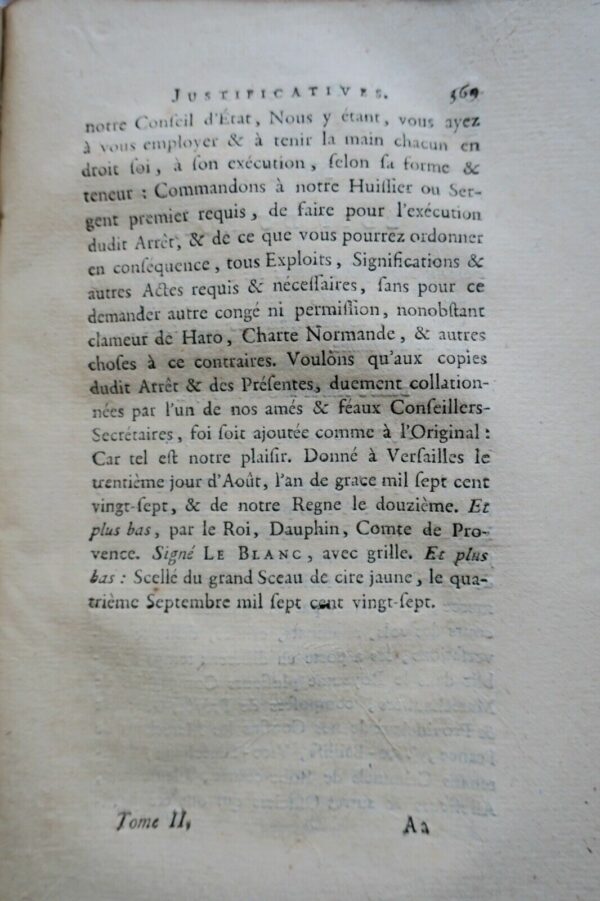 JUSTIFICATIVES. 369
notre Conſeil d'État, Nous y étant, vous ayez
à vous employer & à tenir la main chacun en
droit ſoi, à ſon exécution, ſelon ſa forme &
teneur : Commandons à notre Huiſſier ou Ser-
gent premier requis, de faire pour l'exécution
dudit Arrêt, & de ce que vous pourrez ordonner
en conſéquence, tous Exploits, Significations &
autres Actes requis & néceſſaires, ſans pour ce
demander autre congé ni permiſſion, nonobſtant
clameur de Haro, Charte Normande, & autres
choſes à ce contraires. Voulons qu'aux copies
dudit Arrêt & des Préſentes, duement collation-
nées par l'un de nos amés & féaux Conſeillers-
Secrétaires, foi ſoit ajoutée comme à l'Original :
Car tel eſt notre plaiſir. Donné à Verſailles le
trentième jour d'Août, l'an de grace mil ſept cent
vingt-ſept, & de notre Regne le douzième. Et
plus bas, par le Roi, Dauphin, Comte de Pro-
vence. Signé LE BLANC, avec grille. Et plus
bas : Scellé du grand Sceau de cire jaune, le qua-
trième Septembre mil ſept cent vingt-ſept.
Tome II, Aa